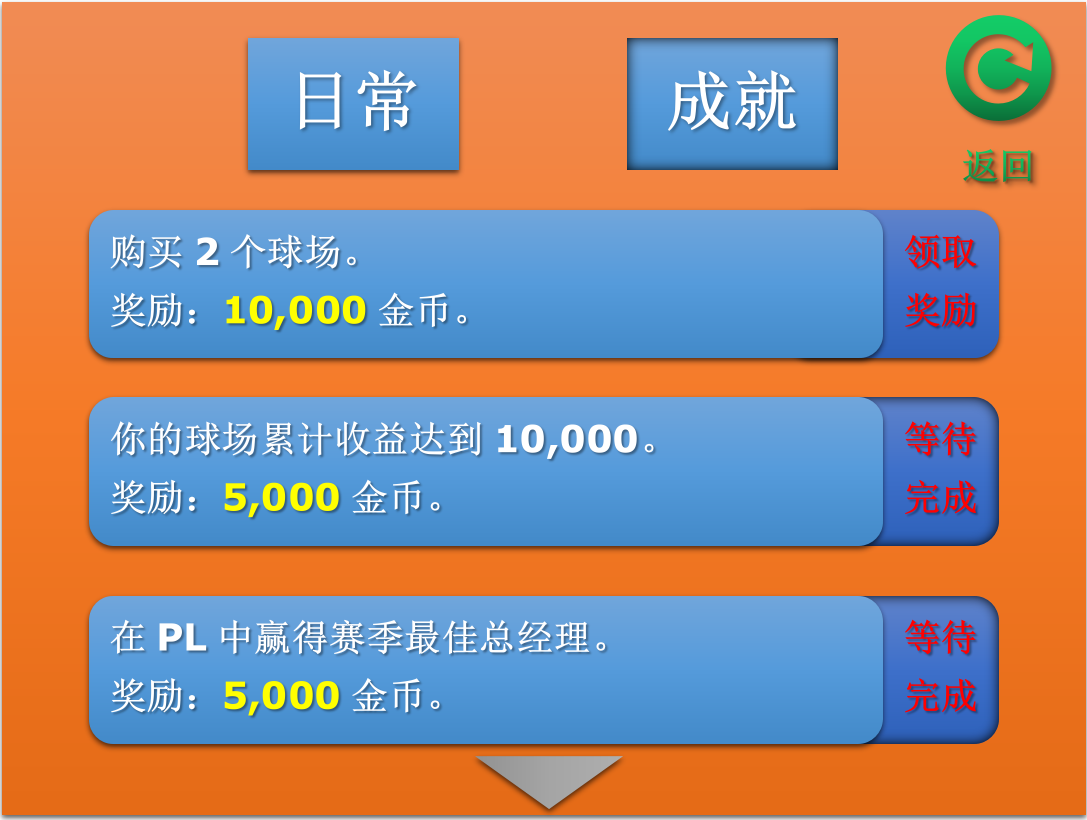 日常
成就
返回
购买 2 个球场。
奖励：10,000 金币。
领取
奖励
你的球场累计收益达到 10,000。
奖励：5,000 金币。
等待
完成
在 PL 中赢得赛季最佳总经理。
奖励：5,000 金币。
等待
完成